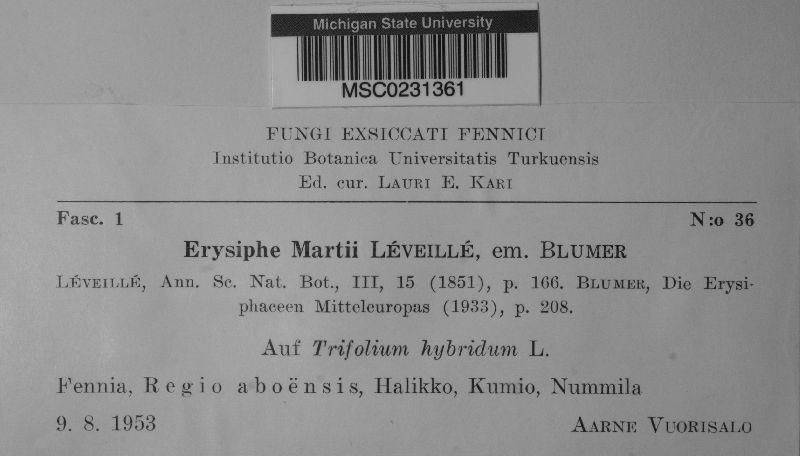 Michigan State University
MSC0231361
FUNGI EXSICCATI FENNICI
Institutio Botanica Universitatis Turkuensis
Ed. cur. LAURI E. KARI
Fasc. 1 N:o 36
Erysiphe Martii LÉVEILLÉ, em. BLUMER
LÉVEILLÉ, Ann. Sc. Nat. Bot., III, 15 (1851), p. 166. BLUMER, Die Erysi-
phaceen Mitteleuropas (1933), p. 208.
Auf Trifolium hybridum L.
Fennia, Regio aboënsis, Halikko, Kumio, Nummila
9. 8. 1953 AARNE VUORISALO